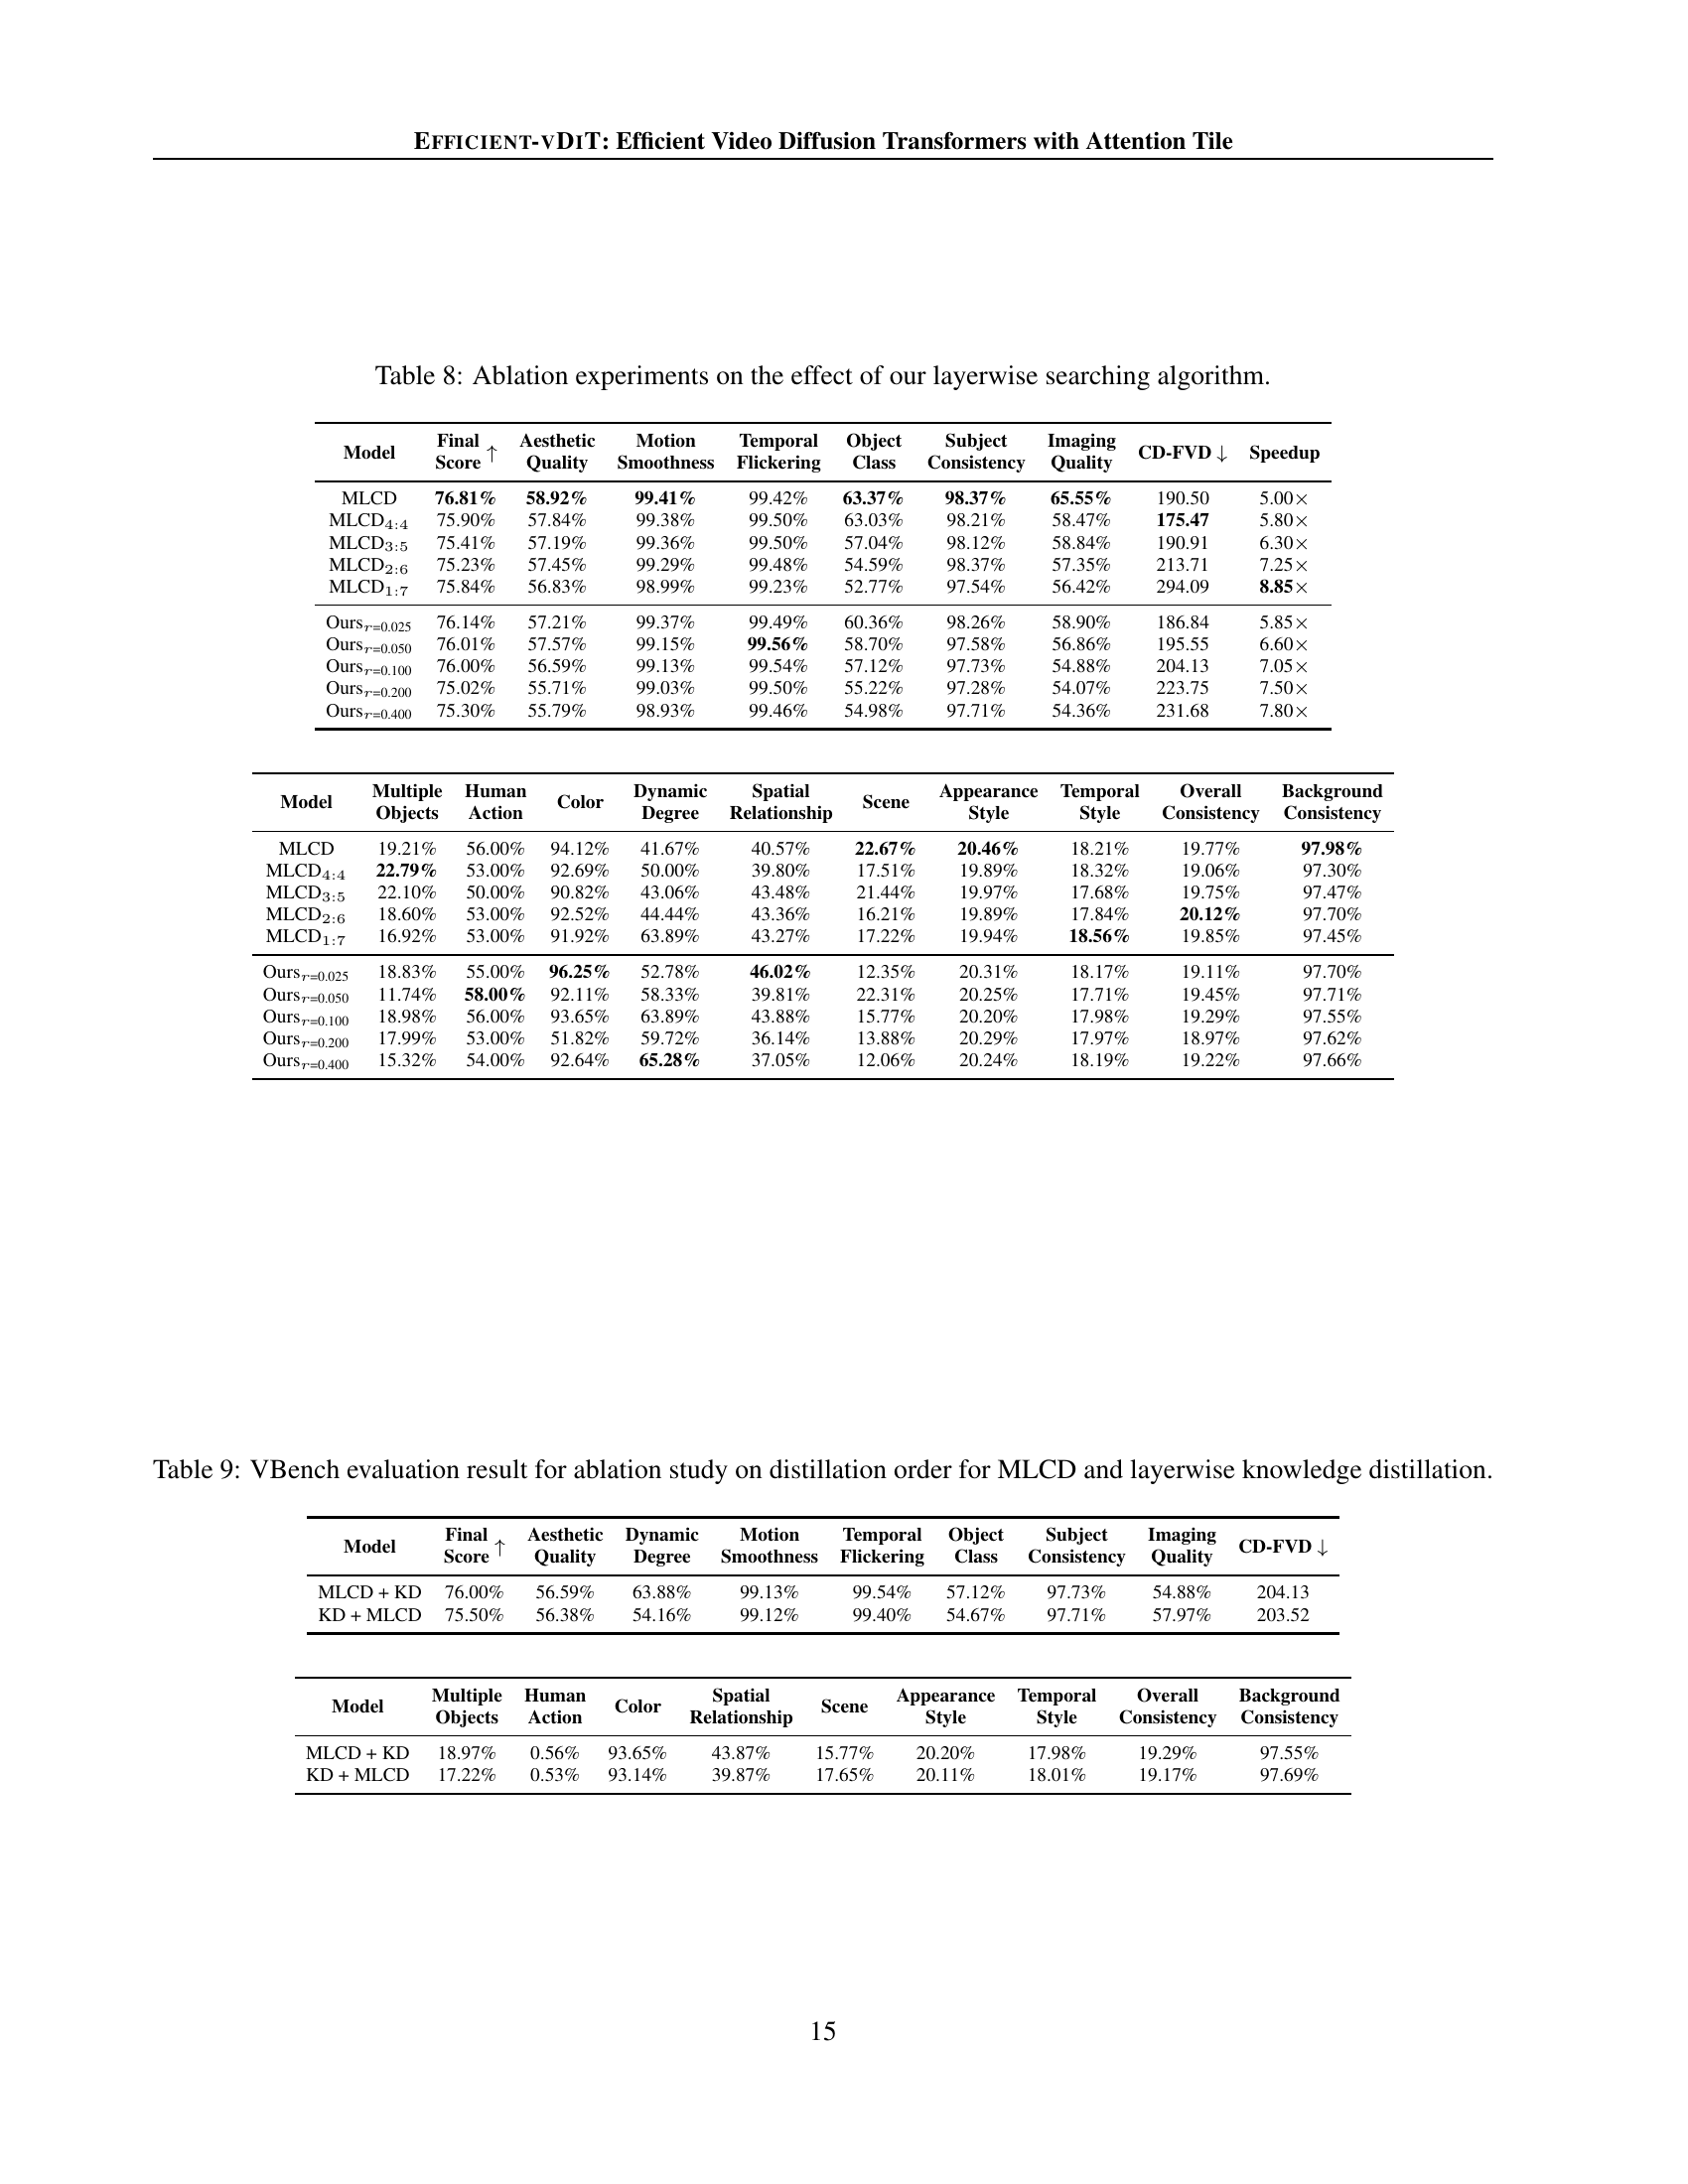 EFFICIENT-VDIT: Efficient Video Diffusion Transformers with Attention Tile
Table 8: Ablation experiments on the effect of our layerwise searching algorithm.
Model Final Score ↑ Aesthetic Quality Motion Smoothness Temporal Flickering Object Class Subject Consistency Imaging Quality CD-FVD ↓ Speedup
MLCD 76.81% 58.92% 99.41% 99.42% 63.37% 98.37% 65.55% 190.50 5.00×
MLCD4:4 75.90% 57.84% 99.38% 99.50% 63.03% 98.21% 58.47% 175.47 5.80×
MLCD3:5 75.41% 57.19% 99.36% 99.50% 57.04% 98.12% 58.84% 190.91 6.30×
MLCD2:6 75.23% 57.45% 99.29% 99.48% 54.59% 98.37% 57.35% 213.71 7.25×
MLCD1:7 75.84% 56.83% 98.99% 99.23% 52.77% 97.54% 56.42% 294.09 8.85×
Oursr=0.025 76.14% 57.21% 99.37% 99.49% 60.36% 98.26% 58.90% 186.84 5.85×
Oursr=0.050 76.01% 57.57% 99.15% 99.56% 58.70% 97.58% 56.86% 195.55 6.60×
Oursr=0.100 76.00% 56.59% 99.13% 99.54% 57.12% 97.73% 54.88% 204.13 7.05×
Oursr=0.200 75.02% 55.71% 99.03% 99.50% 55.22% 97.28% 54.07% 223.75 7.50×
Oursr=0.400 75.30% 55.79% 98.93% 99.46% 54.98% 97.71% 54.36% 231.68 7.80×
Model Multiple Objects Human Action Color Dynamic Degree Spatial Relationship Scene Appearance Style Temporal Style Overall Consistency Background Consistency
MLCD 19.21% 56.00% 94.12% 41.67% 40.57% 22.67% 20.46% 18.21% 19.77% 97.98%
MLCD4:4 22.79% 53.00% 92.69% 50.00% 39.80% 17.51% 19.89% 18.32% 19.06% 97.30%
MLCD3:5 22.10% 50.00% 90.82% 43.06% 43.48% 21.44% 19.97% 17.68% 19.75% 97.47%
MLCD2:6 18.60% 53.00% 92.52% 44.44% 43.36% 16.21% 19.89% 17.84% 20.12% 97.70%
MLCD1:7 16.92% 53.00% 91.92% 63.89% 43.27% 17.22% 19.94% 18.56% 19.85% 97.45%
Oursr=0.025 18.83% 55.00% 96.25% 52.78% 46.02% 12.35% 20.31% 18.17% 19.11% 97.70%
Oursr=0.050 11.74% 58.00% 92.11% 58.33% 39.81% 22.31% 20.25% 17.71% 19.45% 97.71%
Oursr=0.100 18.98% 56.00% 93.65% 63.89% 43.88% 15.77% 20.20% 17.98% 19.29% 97.55%
Oursr=0.200 17.99% 53.00% 51.82% 59.72% 36.14% 13.88% 20.29% 17.97% 18.97% 97.62%
Oursr=0.400 15.32% 54.00% 92.64% 65.28% 37.05% 12.06% 20.24% 18.19% 19.22% 97.66%
Table 9: VBench evaluation result for ablation study on distillation order for MLCD and layerwise knowledge distillation.
Model Final Score ↑ Aesthetic Quality Dynamic Degree Motion Smoothness Temporal Flickering Object Class Subject Consistency Imaging Quality CD-FVD ↓
MLCD + KD 76.00% 56.59% 63.88% 99.13% 99.54% 57.12% 97.73% 54.88% 204.13
KD + MLCD 75.50% 56.38% 54.16% 99.12% 99.40% 54.67% 97.71% 57.97% 203.52
Model Multiple Objects Human Action Color Spatial Relationship Scene Appearance Style Temporal Style Overall Consistency Background Consistency
MLCD + KD 18.97% 0.56% 93.65% 43.87% 15.77% 20.20% 17.98% 19.29% 97.55%
KD + MLCD 17.22% 0.53% 93.14% 39.87% 17.65% 20.11% 18.01% 19.17% 97.69%
15